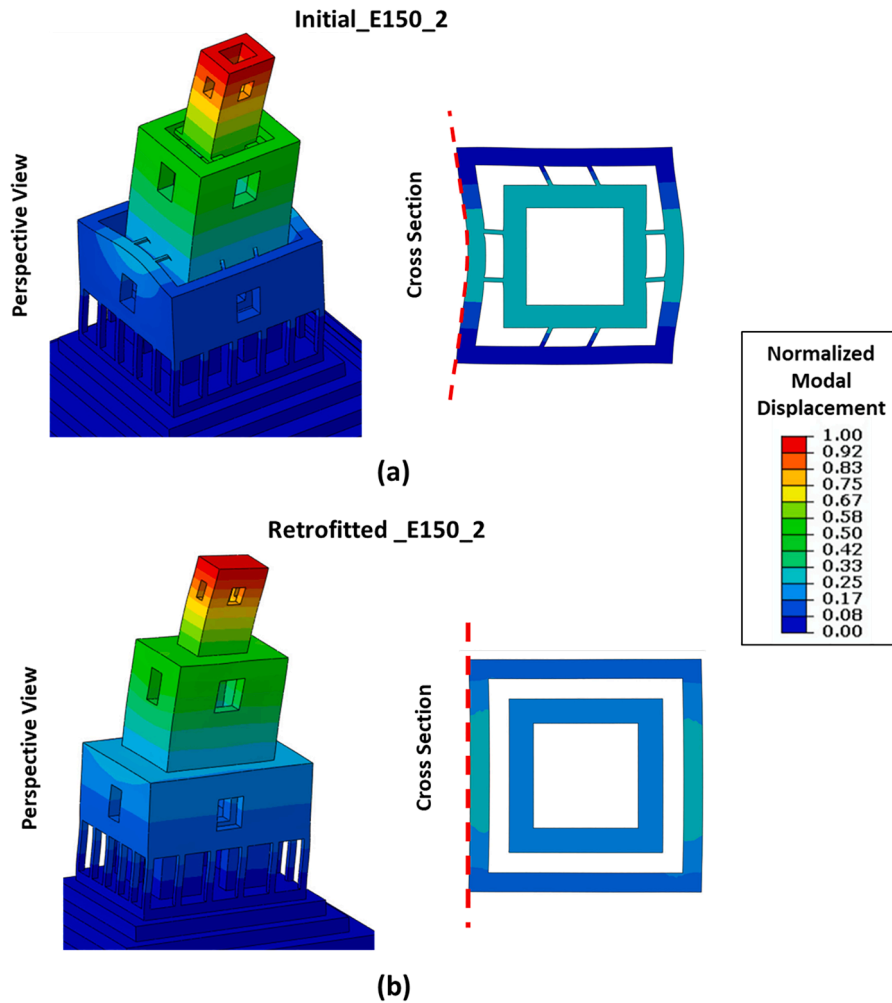 Initial_E150_2
Perspective View
Cross Section
(a)
Normalized
Modal
Displacement
1.00
0.92
0.83
0.75
0.67
0.58
0.50
0.42
0.33
0.25
0.17
0.08
0.00
Retrofitted _E150_2
Perspective View
Cross Section
(b)